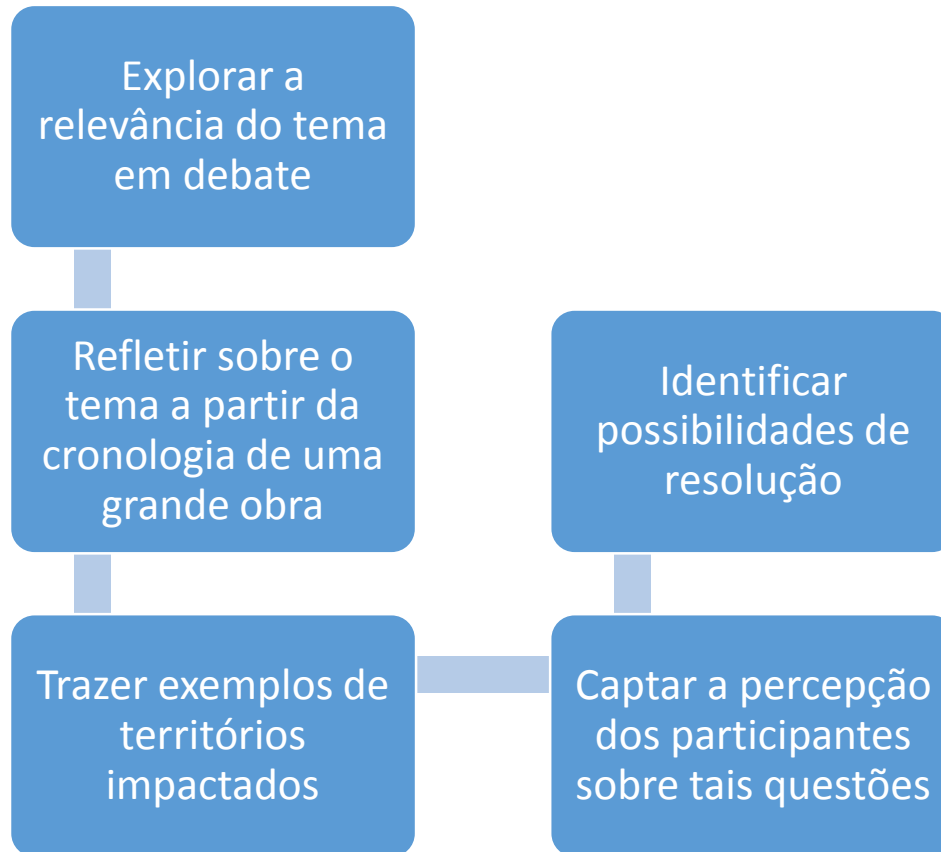 Explorar a
relevância do tema
em debate
Refletir sobre o
tema a partir da
cronologia de uma
grande obra
Trazer exemplos de
territórios
impactados
Captar a percepção
dos participantes
sobre tais questões
Identificar
possibilidades de
resolução